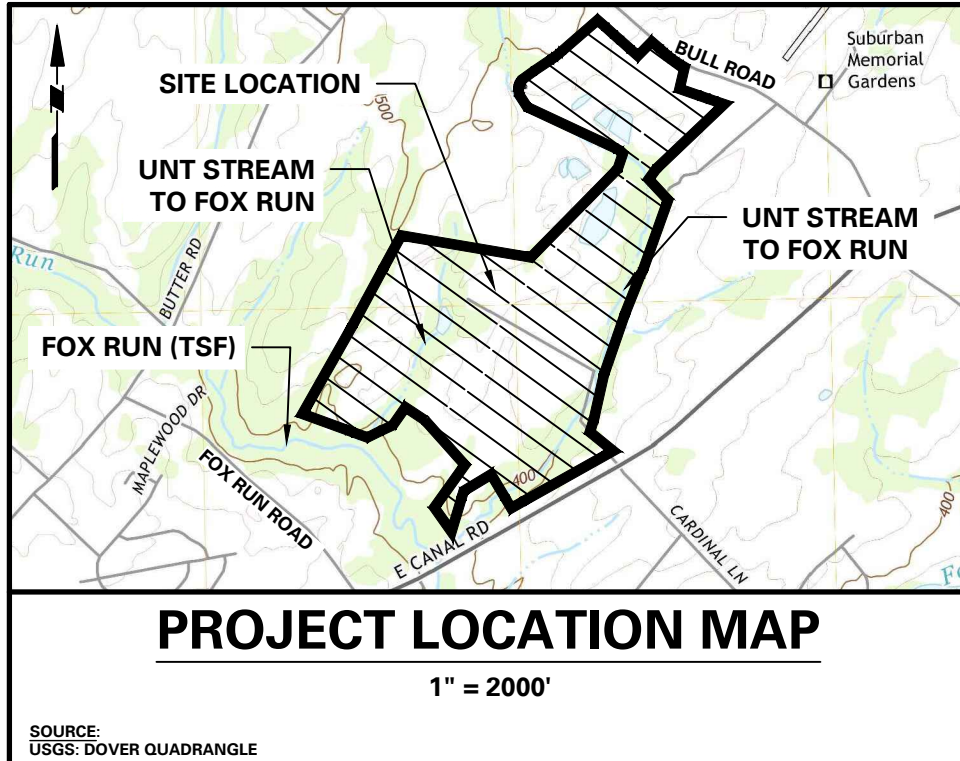 BULL ROAD
Suburban
Memorial
Gardens
SITE LOCATION
500
UNT STREAM
TO FOX RUN
UNT STREAM
TO FOX RUN
Run
BUTTER RD
FOX RUN (TSF)
MAPLEWOOD DR
FOX RUN ROAD
400
E CANAL RD
CARDINAL LN
400
PROJECT LOCATION MAP
1" = 2000'
SOURCE:
USGS: DOVER QUADRANGLE